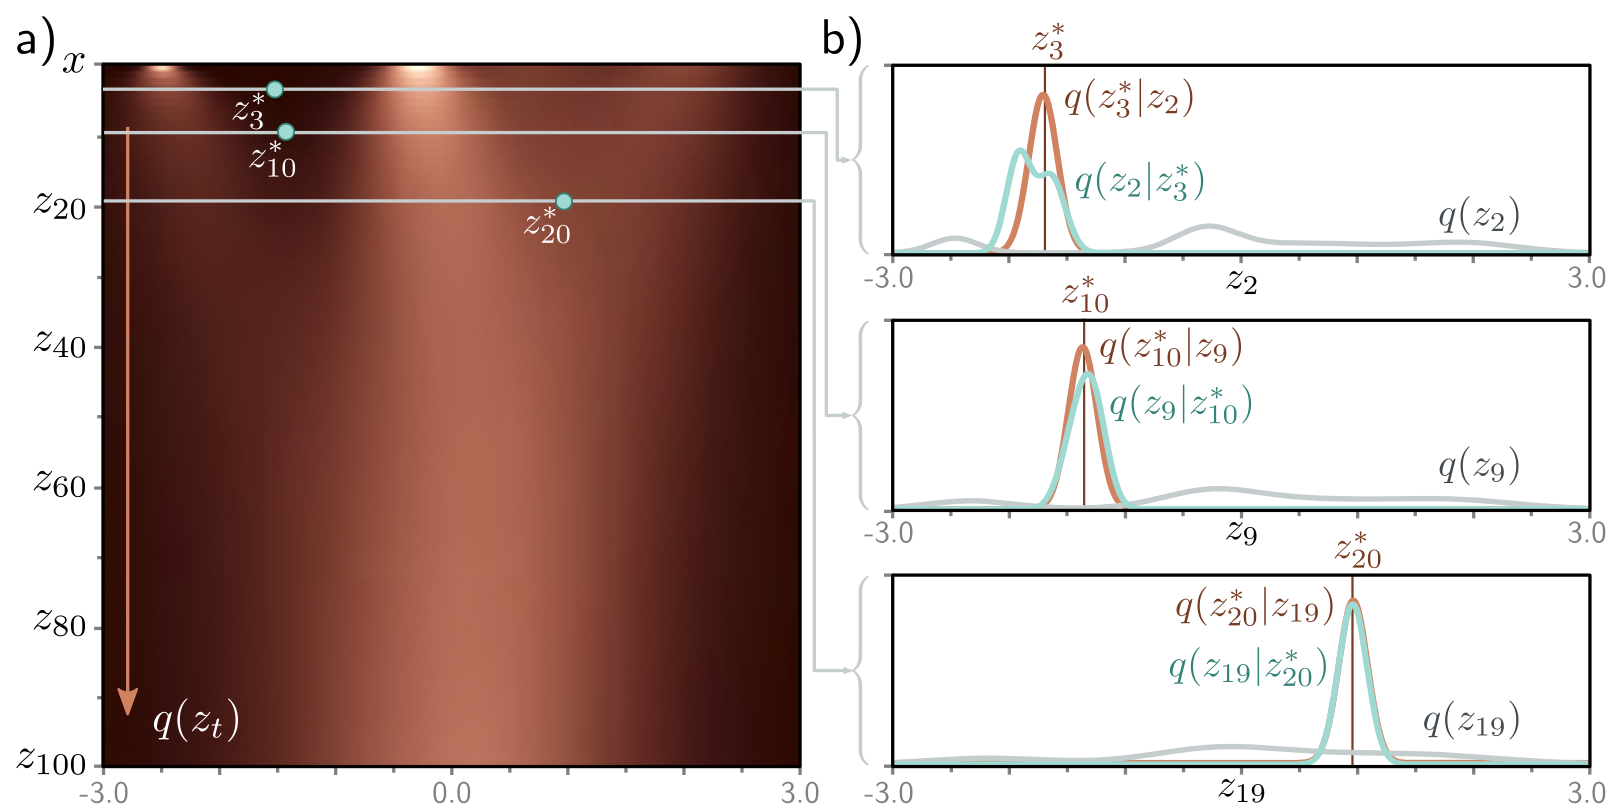 a)
x
z₃*
z₁₀*
z₂₀
z₂₀*
z₄₀
z₆₀
z₈₀
q(zₜ)
z₁₀₀
-3.0 0.0 3.0
b)
z₃*
q(z₃*|z₂)
q(z₂|z₃*)
q(z₂)
-3.0 z₂ 3.0
z₁₀*
q(z₁₀*|z₉)
q(z₉|z₁₀*)
q(z₉)
-3.0 z₉ 3.0
z₂₀*
q(z₂₀*|z₁₉)
q(z₁₉|z₂₀*)
q(z₁₉)
-3.0 z₁₉ 3.0